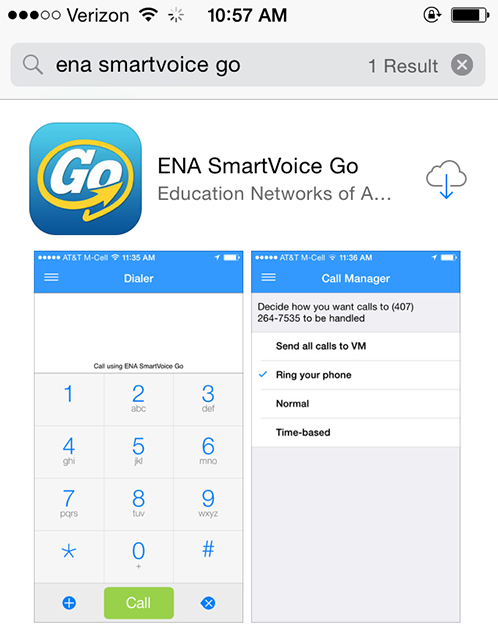 Verizon 10:57 AM
ena smartvoice go 1 Result
Go
ENA SmartVoice Go
Education Networks of A...
AT&T M-Cell 11:35 AM
Dialer
Call using ENA SmartVoice Go
1 2 3
abc def
4 5 6
ghi jkl mno
7 8 9
pqrs tuv wxyz
* 0 #
+
Call
AT&T M-Cell 11:36 AM
Call Manager
Decide how you want calls to (407)
264-7535 to be handled
Send all calls to VM
Ring your phone
Normal
Time-based